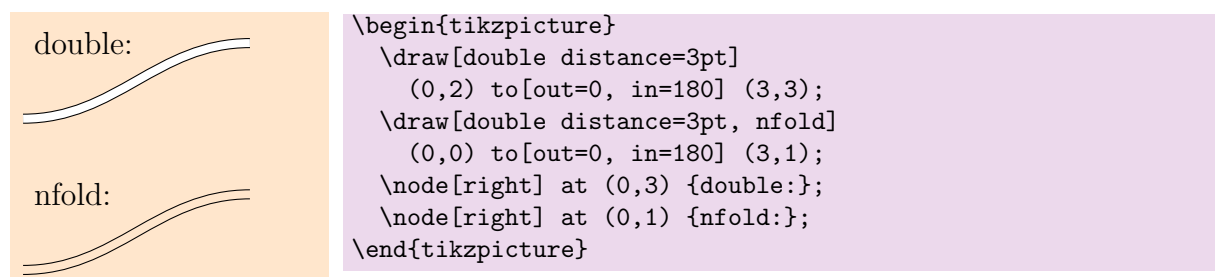 double:
nfold:
\begin{tikzpicture}
  \draw[double distance=3pt]
    (0,2) to[out=0, in=180] (3,3);
  \draw[double distance=3pt, nfold]
    (0,0) to[out=0, in=180] (3,1);
  \node[right] at (0,3) {double:};
  \node[right] at (0,1) {nfold:};
\end{tikzpicture}